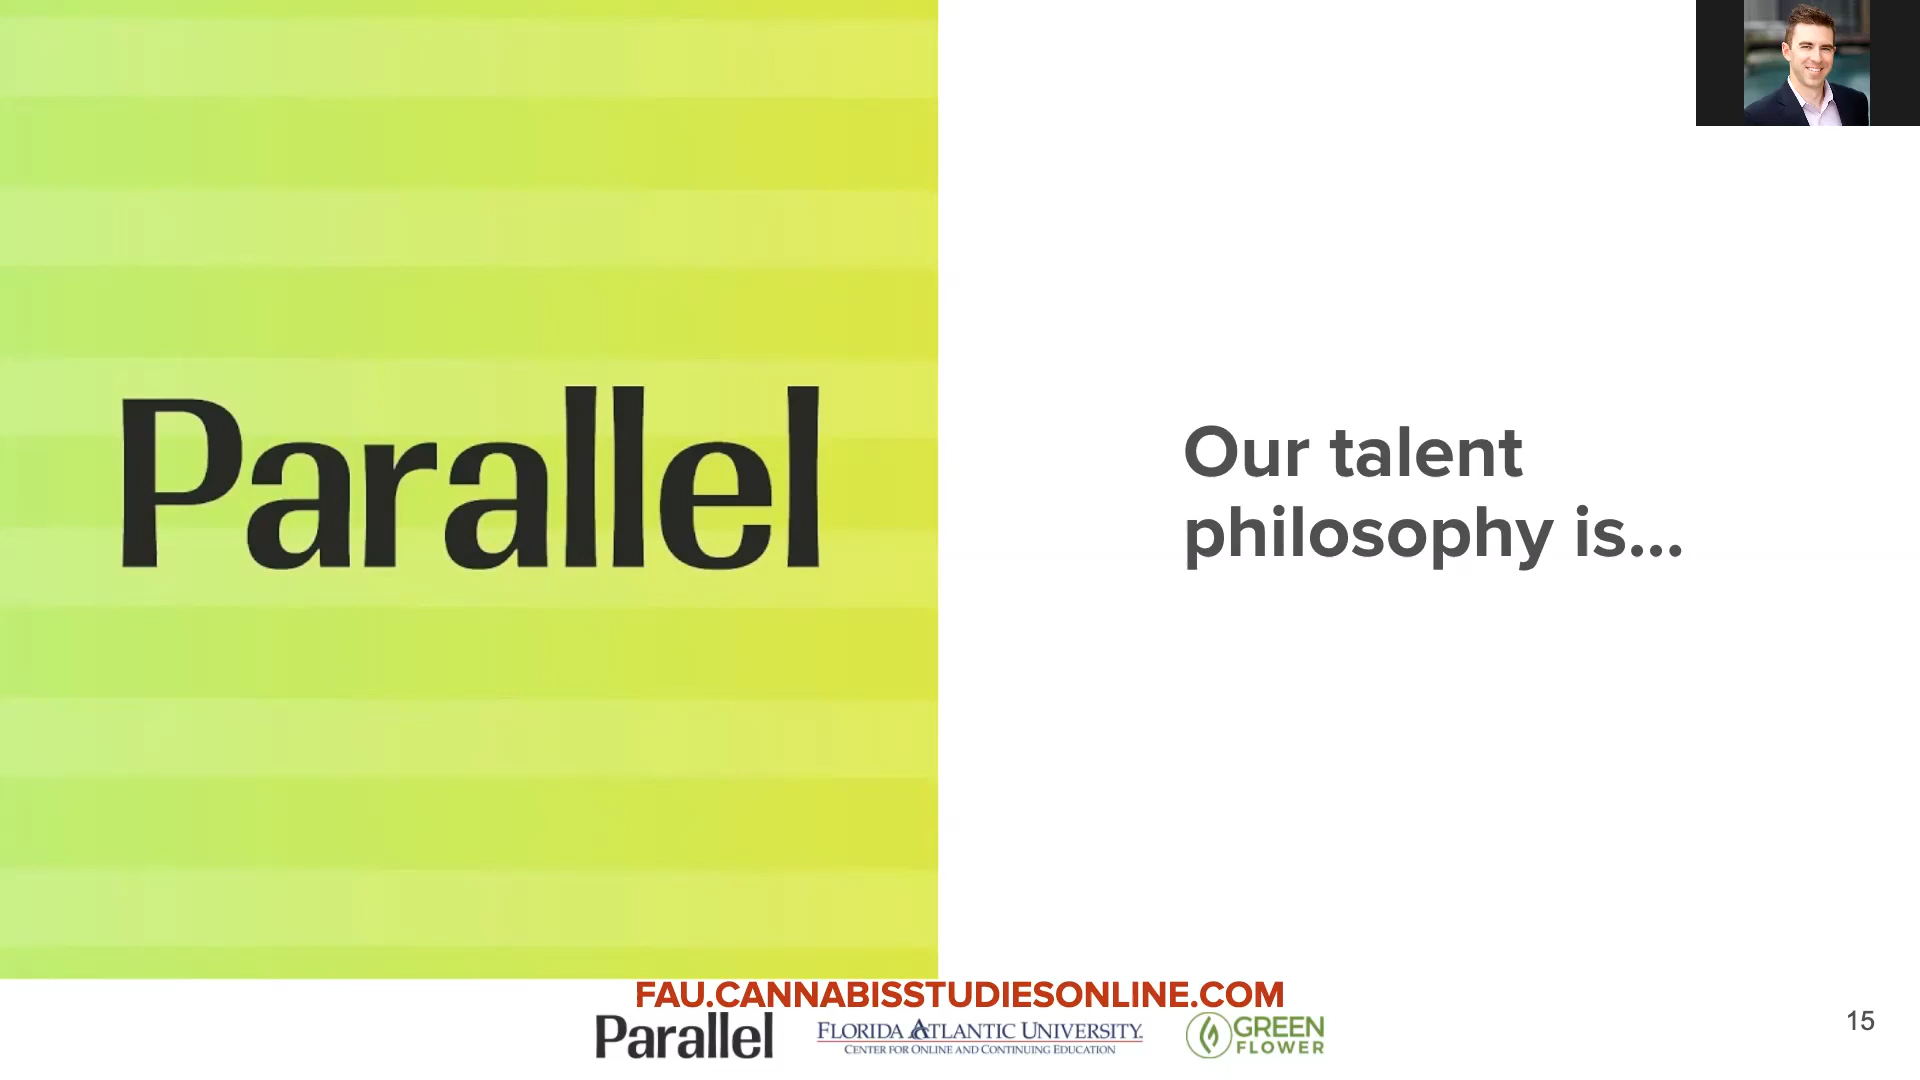 Parallel
Our talent
philosophy is...
FAU.CANNABISSTUDIESONLINE.COM
Parallel
FLORIDA ATLANTIC UNIVERSITY.
CENTER FOR ONLINE AND CONTINUING EDUCATION
GREEN
FLOWER
15